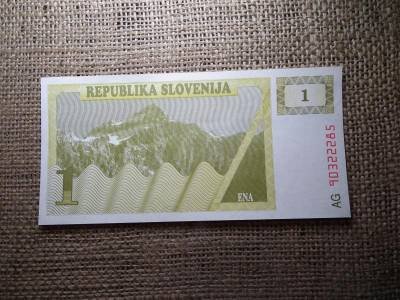 REPUBLIKA SLOVENIJA
1
1
ENA
AG 90322265